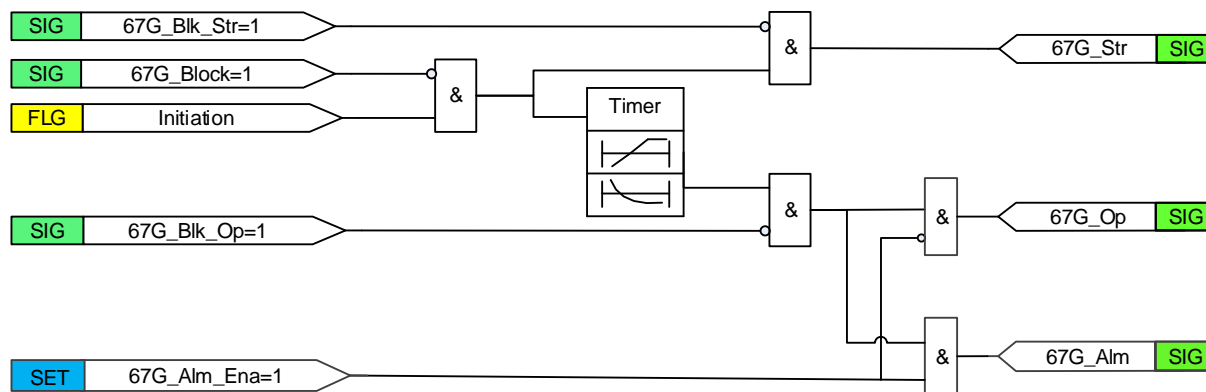 SIG 67G_Blk_Str=1
& 67G_Str SIG
SIG 67G_Block=1
&
FLG Initiation
Timer
SIG 67G_Blk_Op=1
&
& 67G_Op SIG
SET 67G_Alm_Ena=1
& 67G_Alm SIG